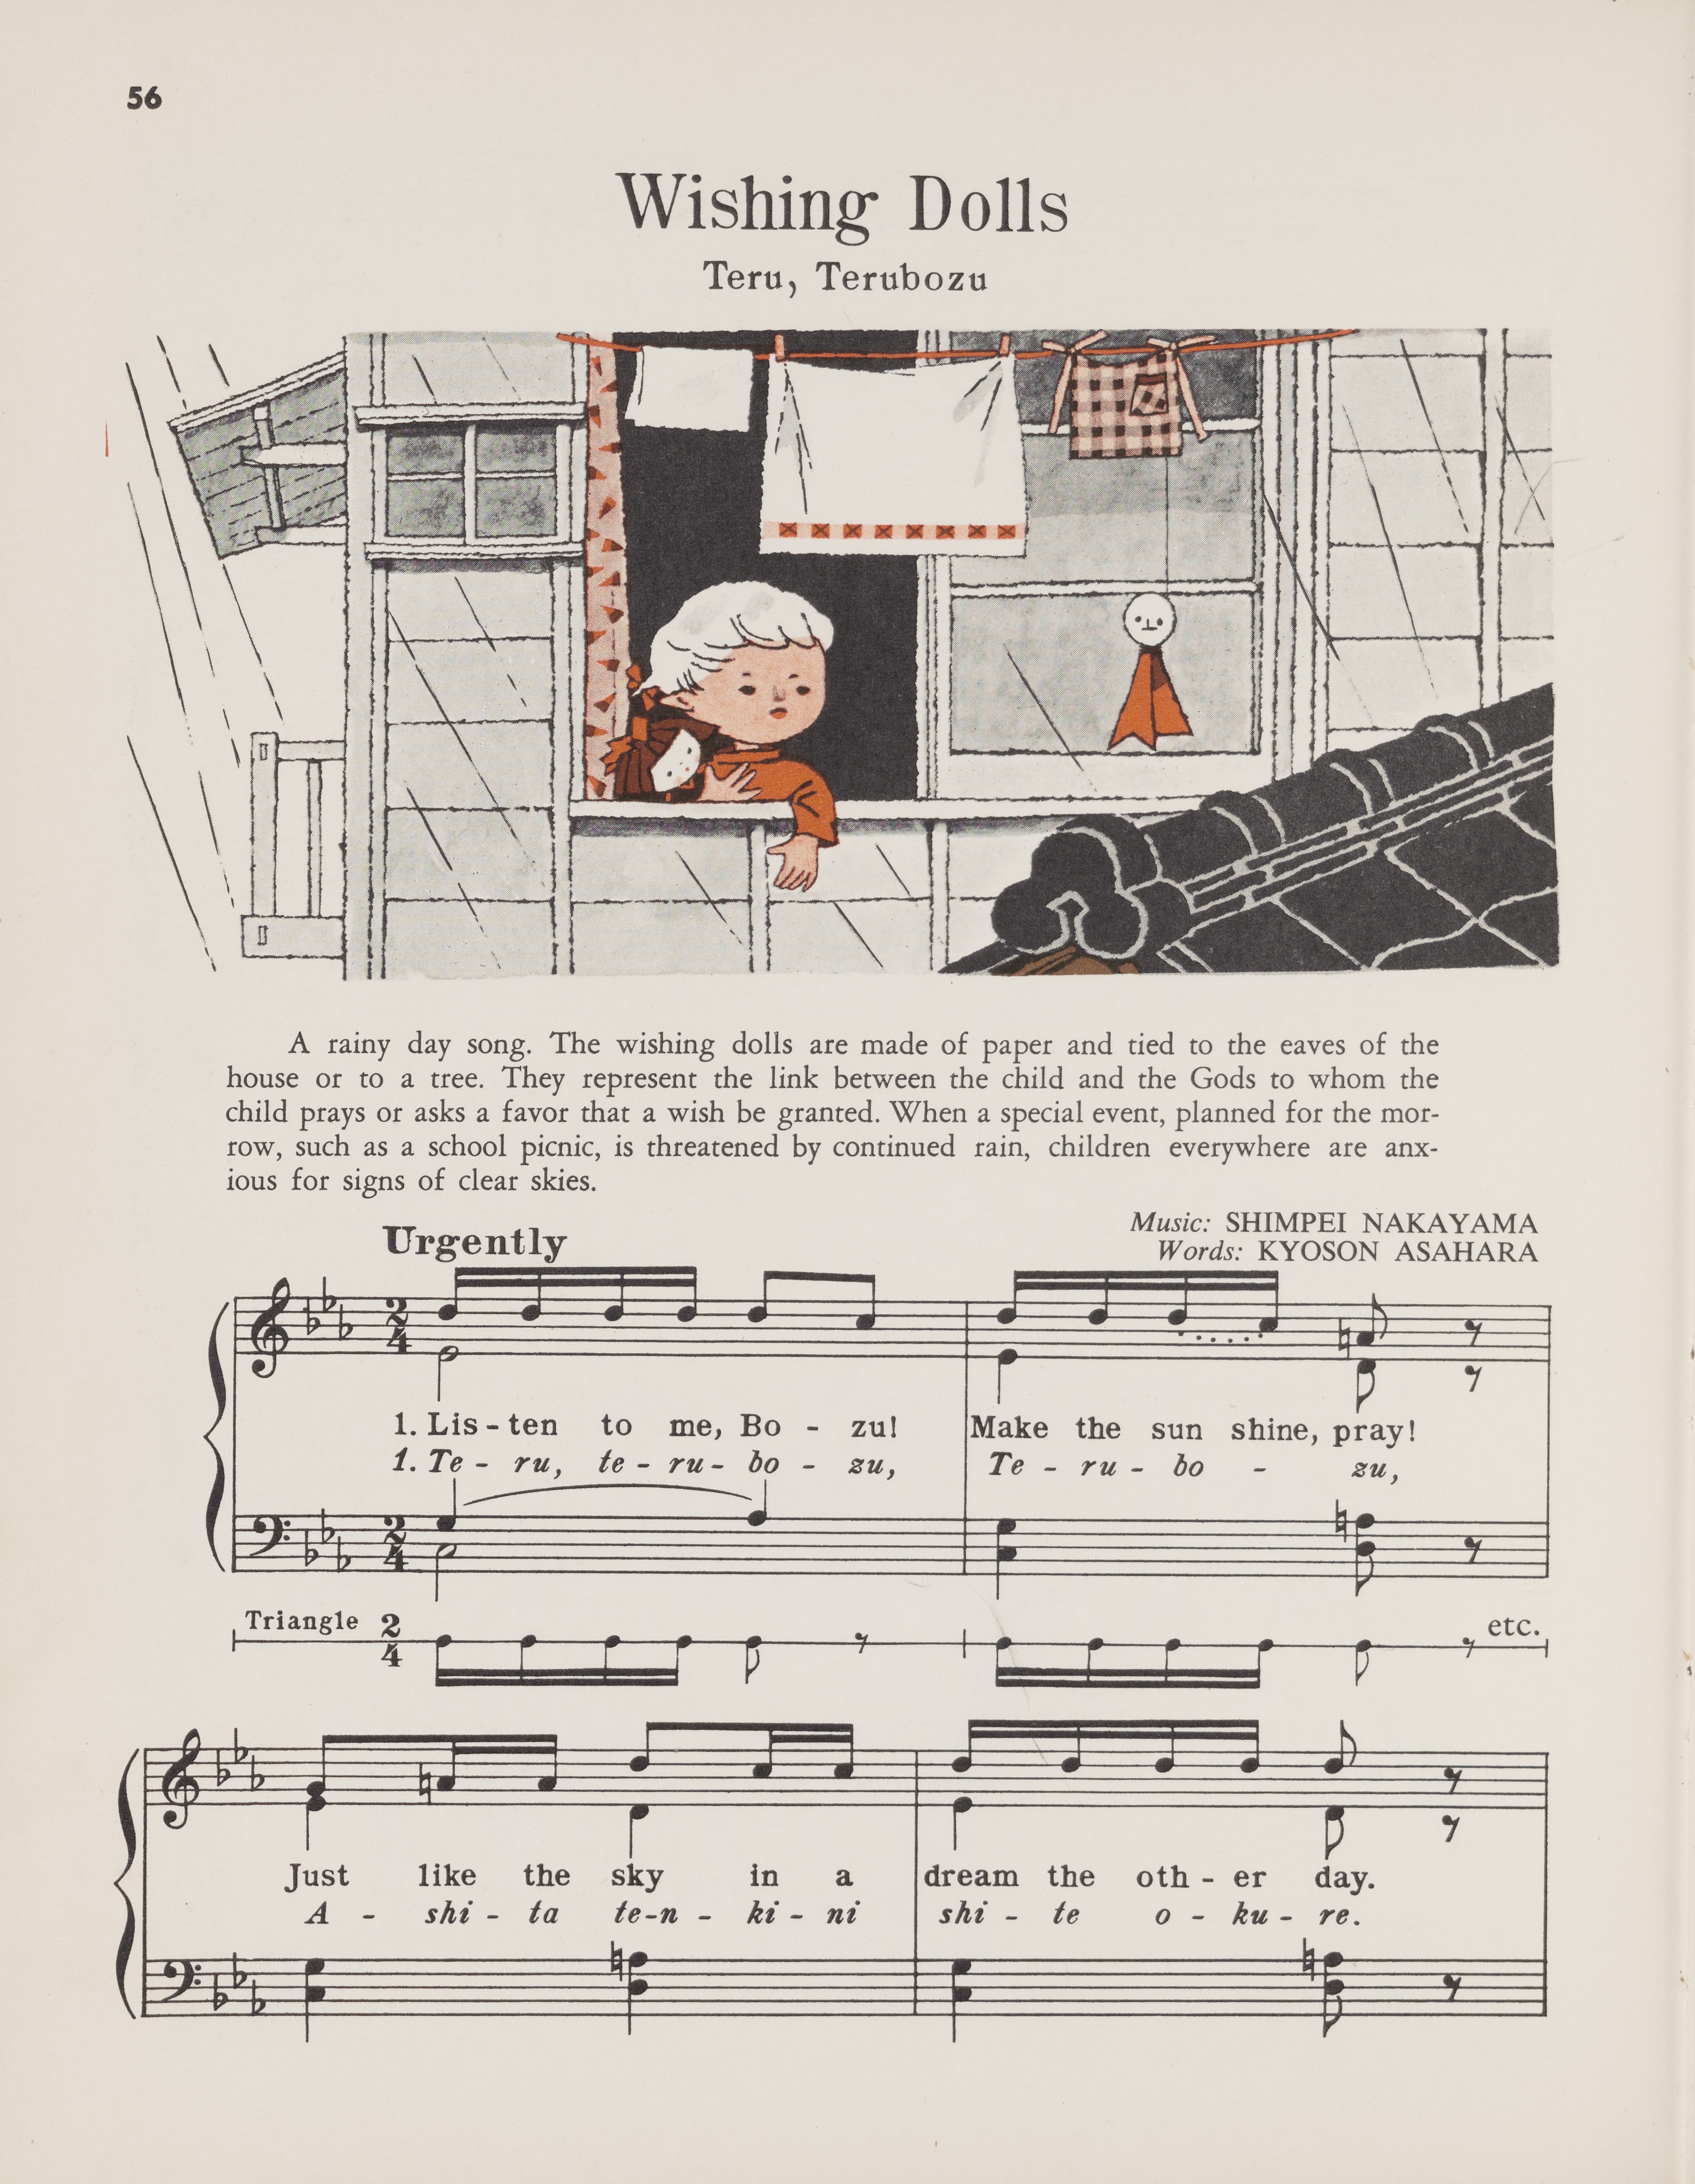 56
Wishing Dolls
Teru, Terubozu
A rainy day song. The wishing dolls are made of paper and tied to the eaves of the
house or to a tree. They represent the link between the child and the Gods to whom the
child prays or asks a favor that a wish be granted. When a special event, planned for the mor-
row, such as a school picnic, is threatened by continued rain, children everywhere are anx-
ious for signs of clear skies.
Music: SHIMPEI NAKAYAMA
Words: KYOSON ASAHARA
Urgently
2
4
1. Lis - ten to me, Bo - zu! Make the sun shine, pray!
1. Te - ru, te - ru - bo - zu, Te - ru - bo - zu,
2
4
Triangle 2 etc.
4
Just like the sky in a dream the oth - er day.
A - shi - ta te-n - ki - ni shi - te o - ku - re.